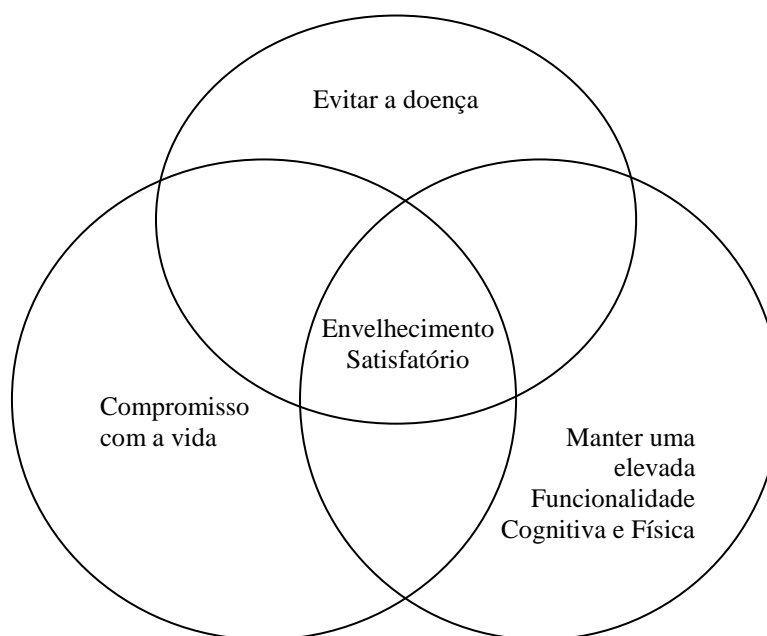 Evitar a doença
Envelhecimento
Satisfatório
Compromisso
com a vida
Manter uma
elevada
Funcionalidade
Cognitiva e Física